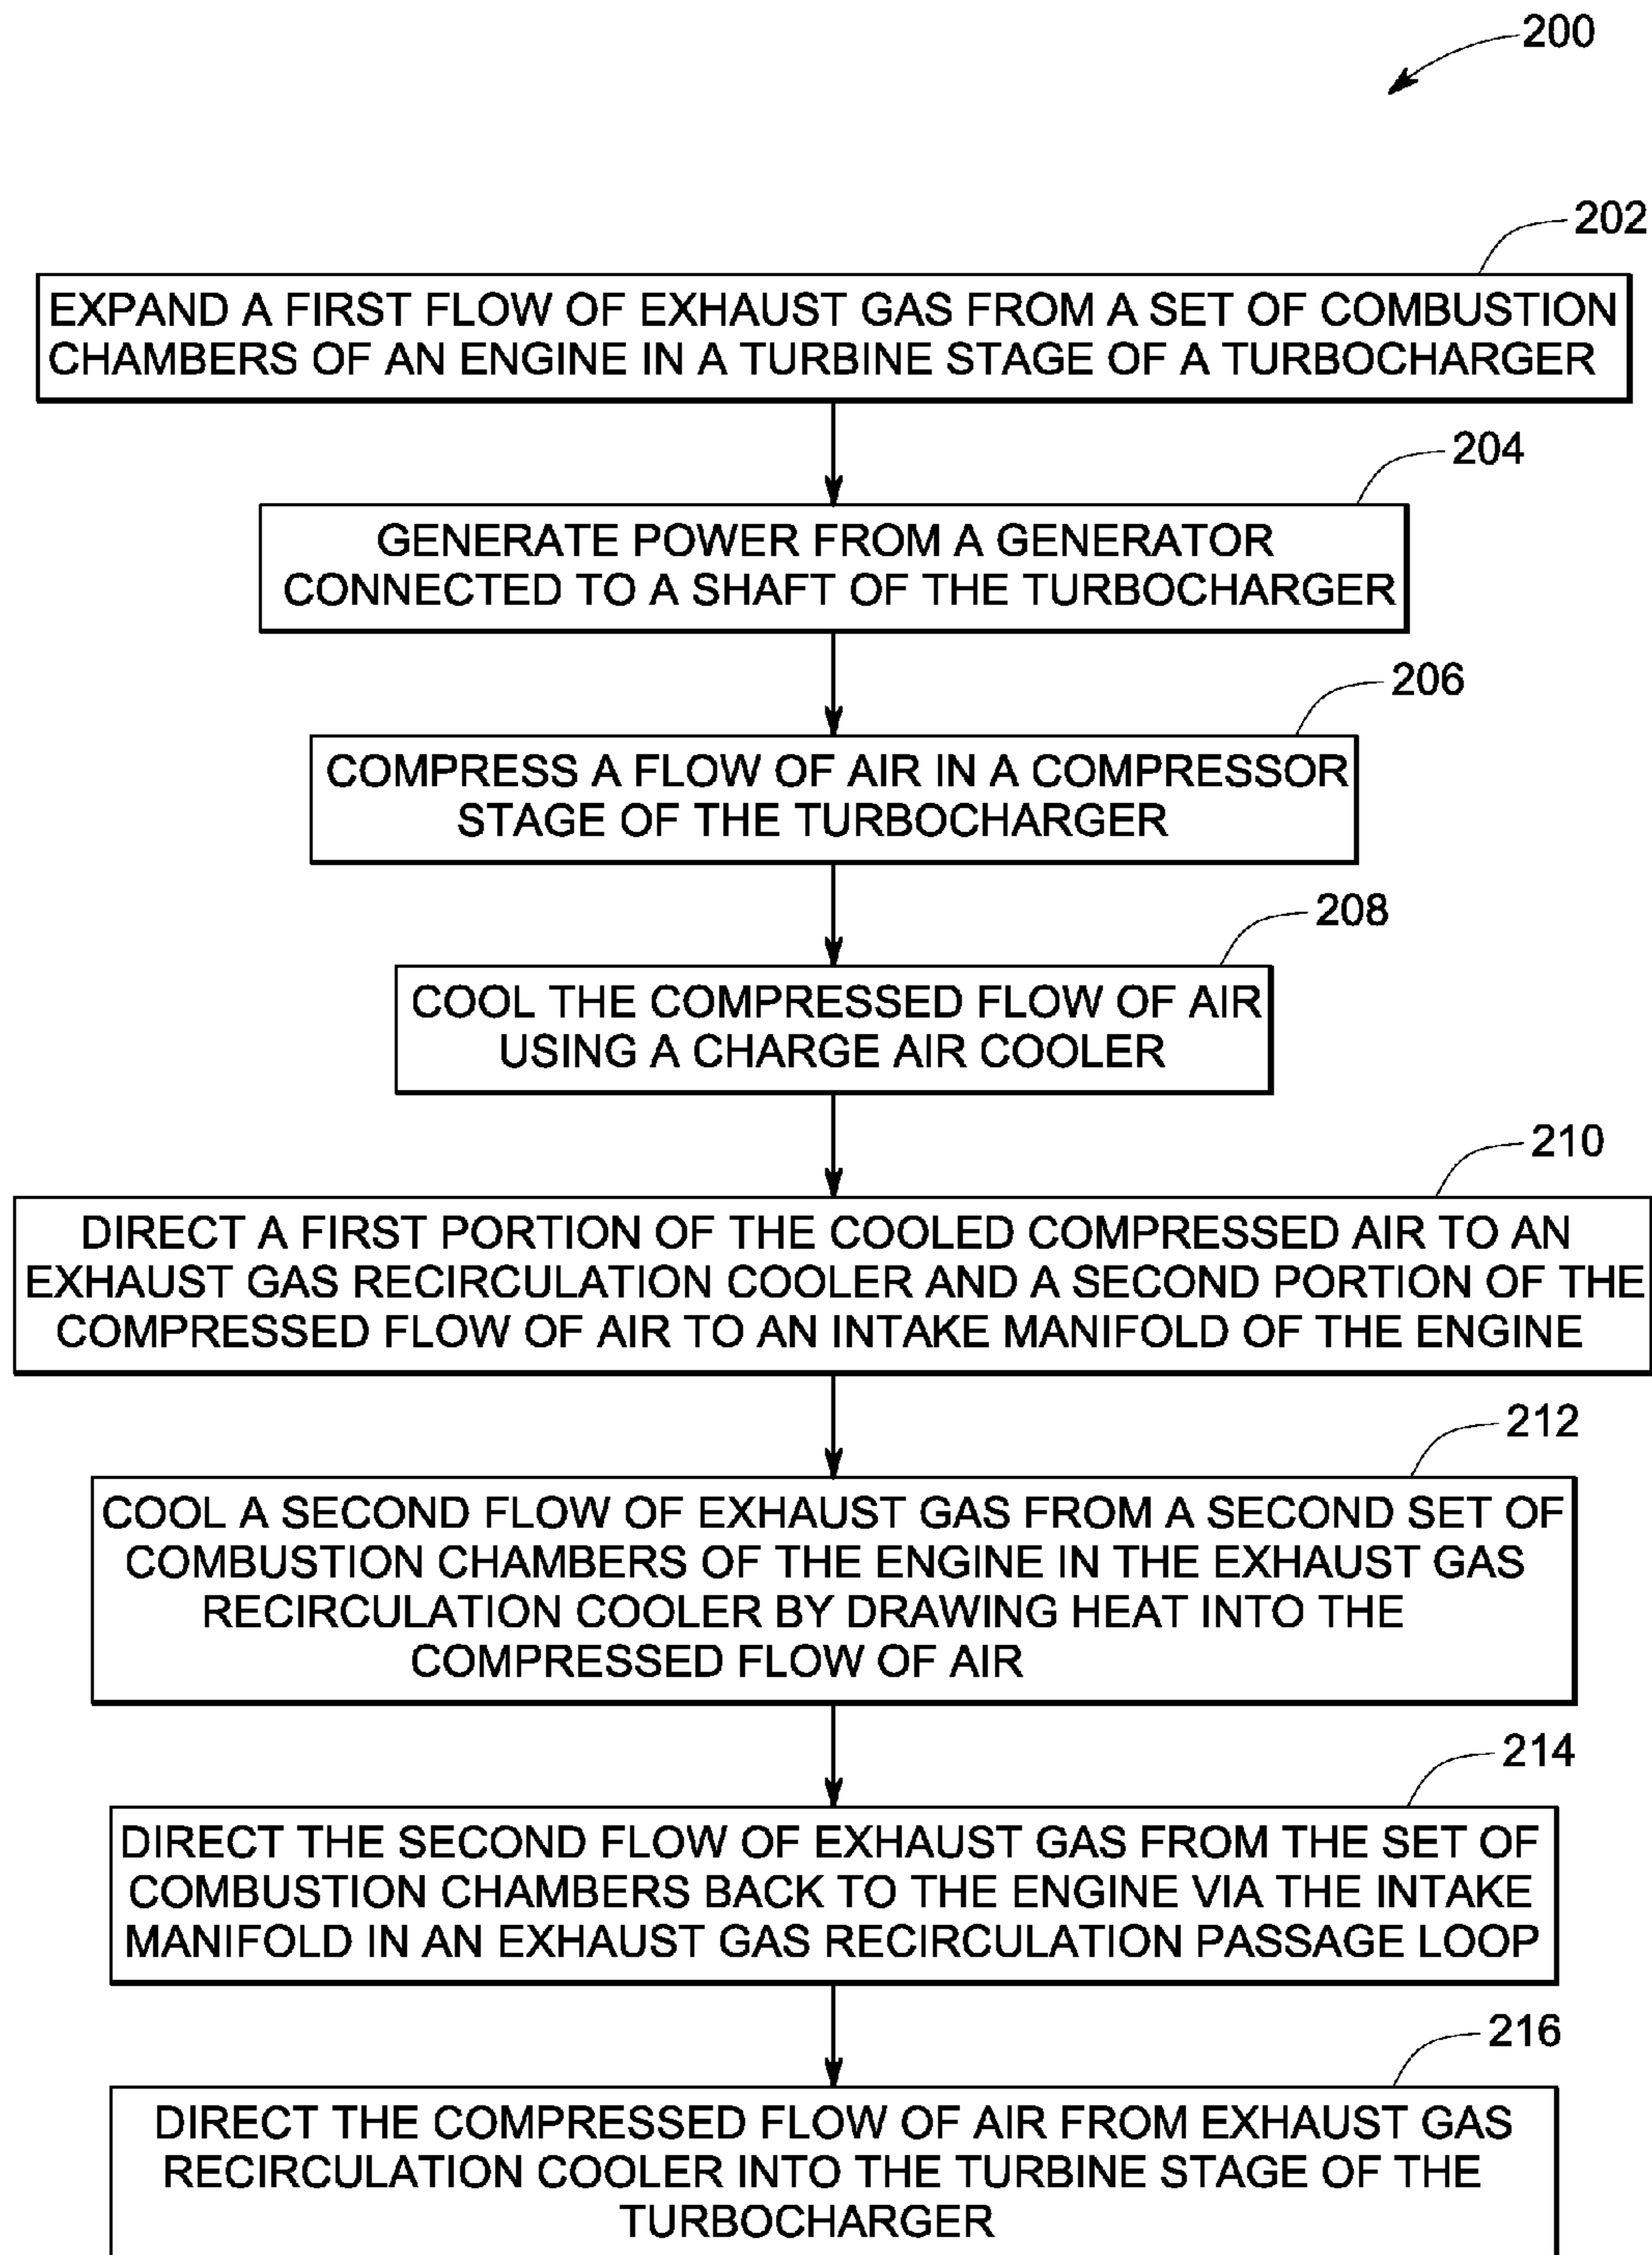 200
202
EXPAND A FIRST FLOW OF EXHAUST GAS FROM A SET OF COMBUSTION
CHAMBERS OF AN ENGINE IN A TURBINE STAGE OF A TURBOCHARGER
204
GENERATE POWER FROM A GENERATOR
CONNECTED TO A SHAFT OF THE TURBOCHARGER
206
COMPRESS A FLOW OF AIR IN A COMPRESSOR
STAGE OF THE TURBOCHARGER
208
COOL THE COMPRESSED FLOW OF AIR
USING A CHARGE AIR COOLER
210
DIRECT A FIRST PORTION OF THE COOLED COMPRESSED AIR TO AN
EXHAUST GAS RECIRCULATION COOLER AND A SECOND PORTION OF THE
COMPRESSED FLOW OF AIR TO AN INTAKE MANIFOLD OF THE ENGINE
212
COOL A SECOND FLOW OF EXHAUST GAS FROM A SECOND SET OF
COMBUSTION CHAMBERS OF THE ENGINE IN THE EXHAUST GAS
RECIRCULATION COOLER BY DRAWING HEAT INTO THE
COMPRESSED FLOW OF AIR
214
DIRECT THE SECOND FLOW OF EXHAUST GAS FROM THE SET OF
COMBUSTION CHAMBERS BACK TO THE ENGINE VIA THE INTAKE
MANIFOLD IN AN EXHAUST GAS RECIRCULATION PASSAGE LOOP
216
DIRECT THE COMPRESSED FLOW OF AIR FROM EXHAUST GAS
RECIRCULATION COOLER INTO THE TURBINE STAGE OF THE
TURBOCHARGER